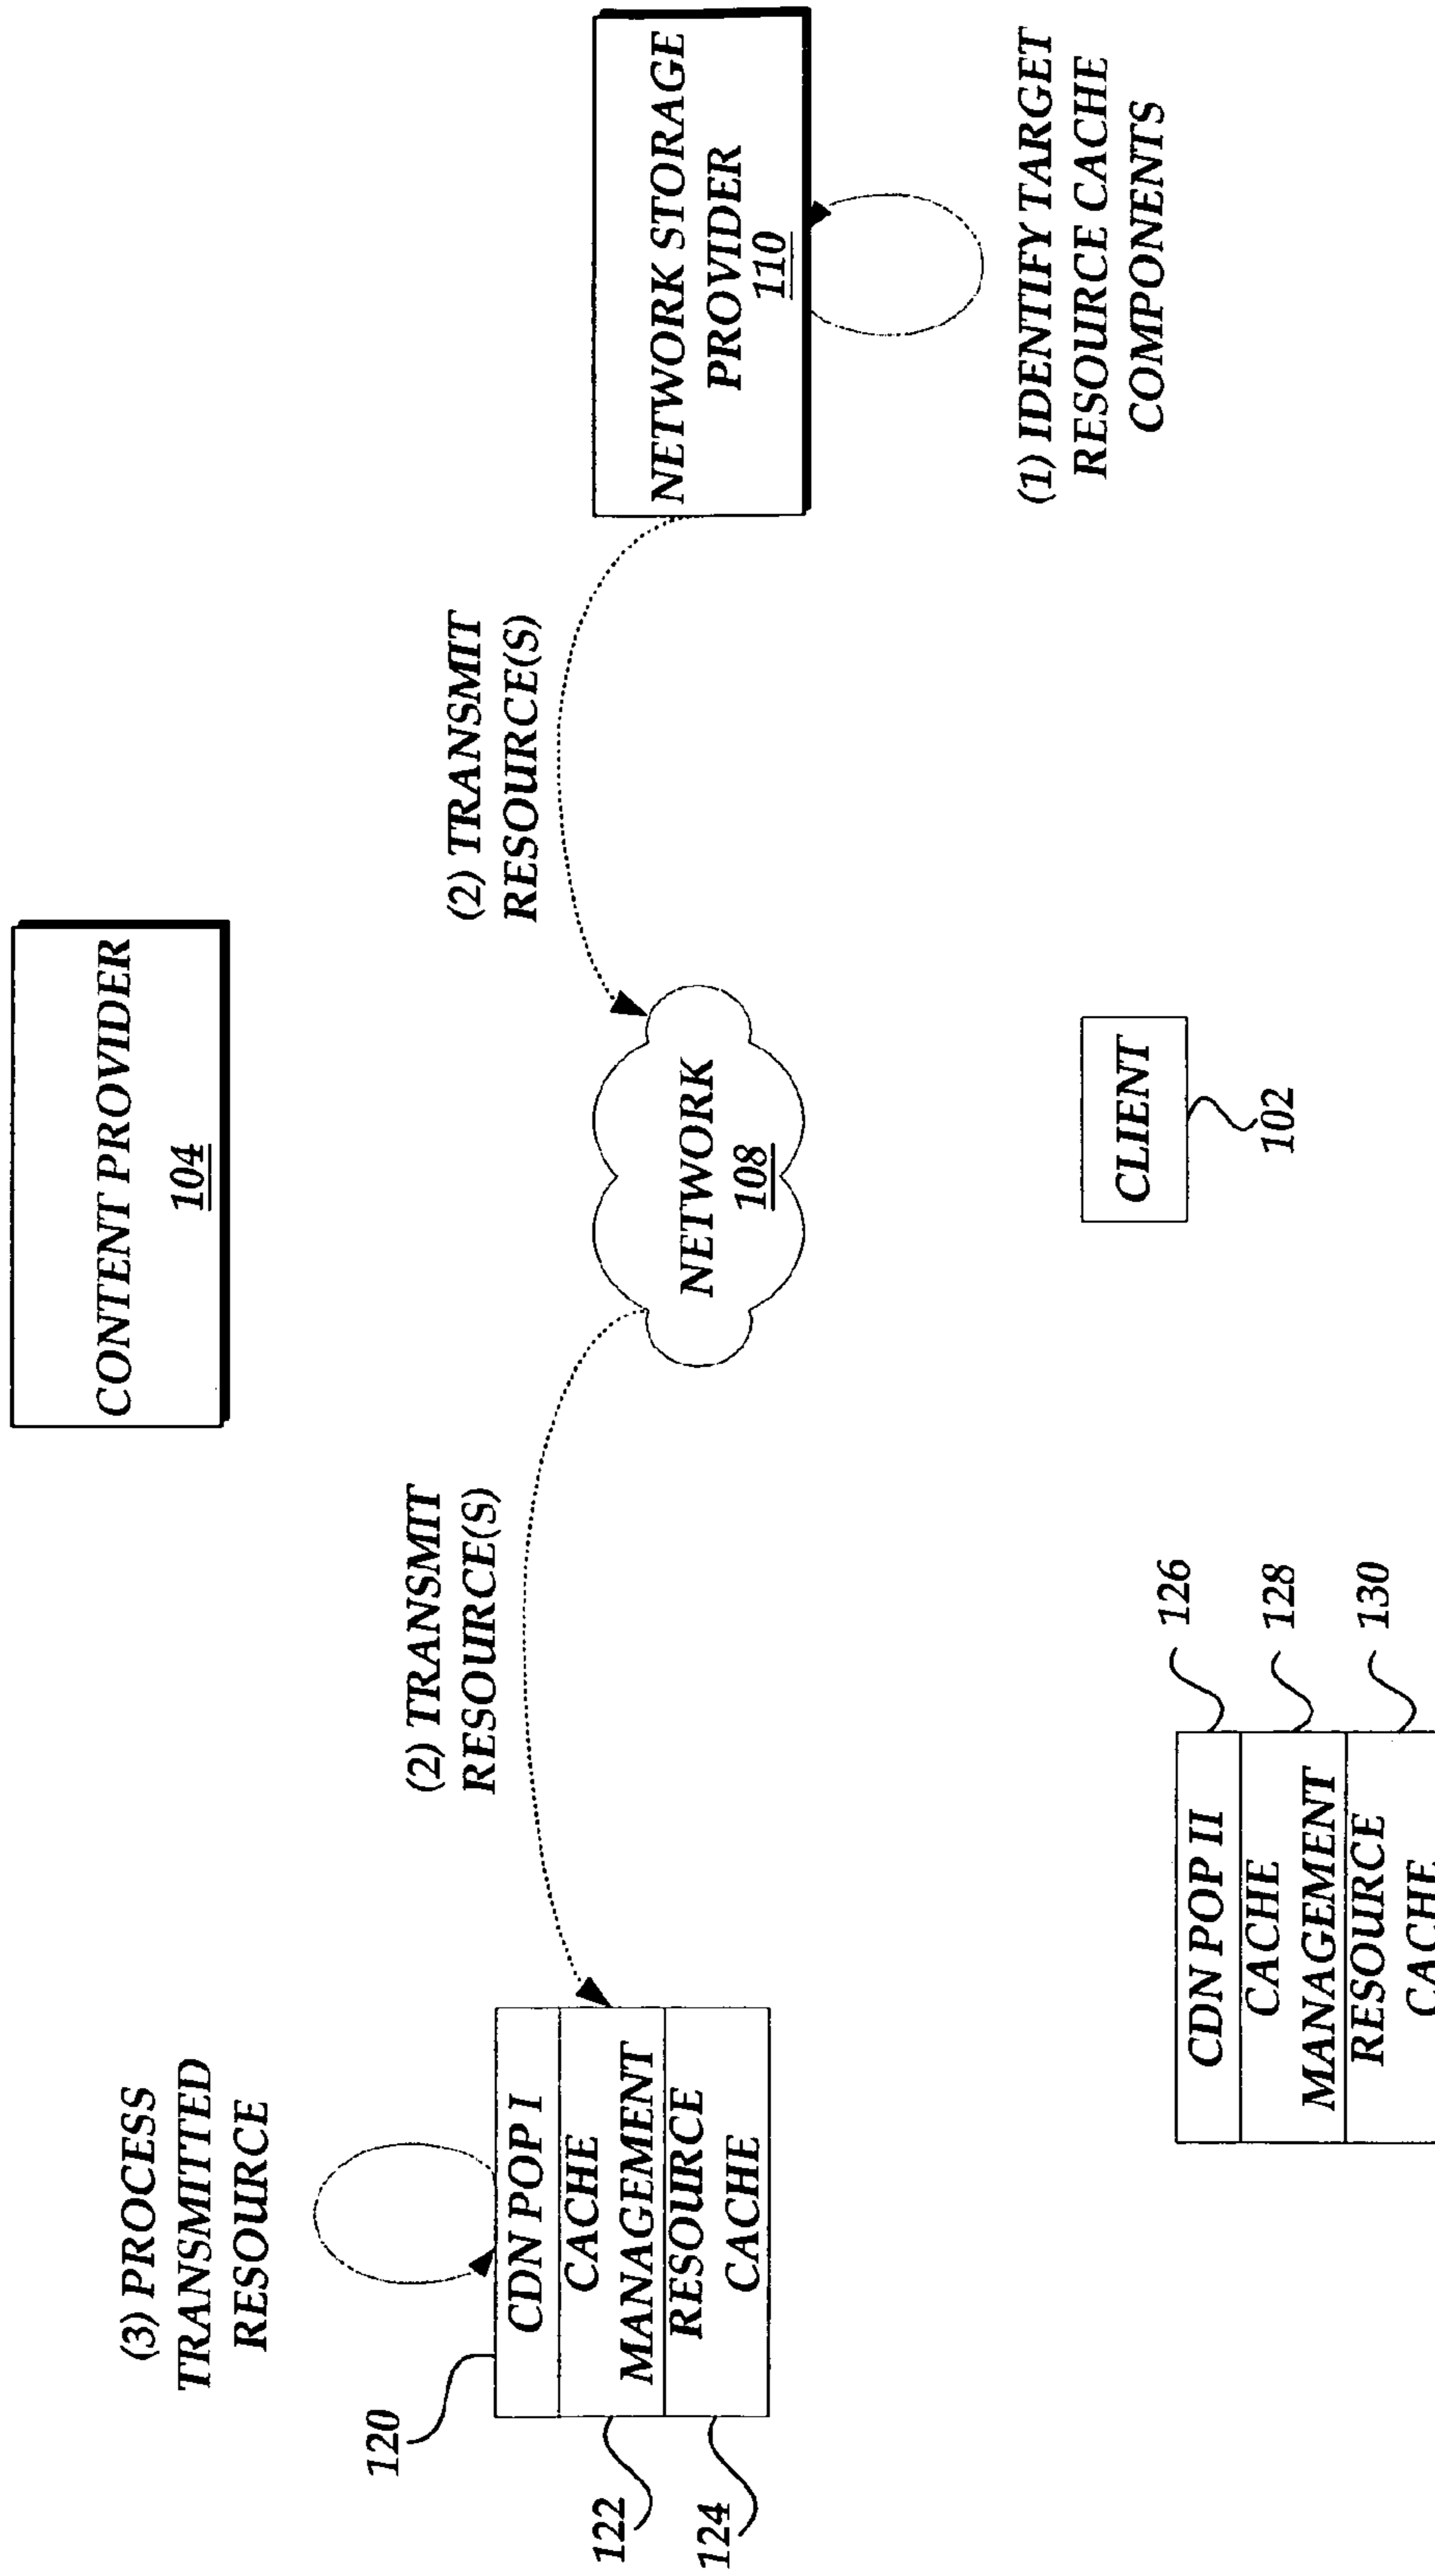 CONTENT PROVIDER
104
(3) PROCESS
TRANSMITTED
RESOURCE
(2) TRANSMIT
RESOURCE(S)
(2) TRANSMIT
RESOURCE(S)
120
CDN POP I
122
CACHE
MANAGEMENT
124
RESOURCE
CACHE
NETWORK
108
NETWORK STORAGE
PROVIDER
110
(1) IDENTIFY TARGET
RESOURCE CACHE
COMPONENTS
CLIENT
102
CDN POP II
126
CACHE
MANAGEMENT
128
RESOURCE
CACHE
130